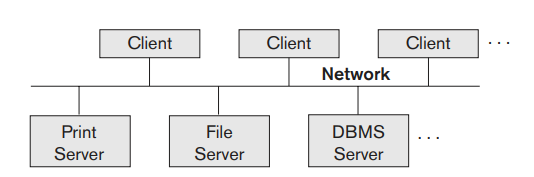 Client
Client
Client
...
Network
Print
Server
File
Server
DBMS
Server
...